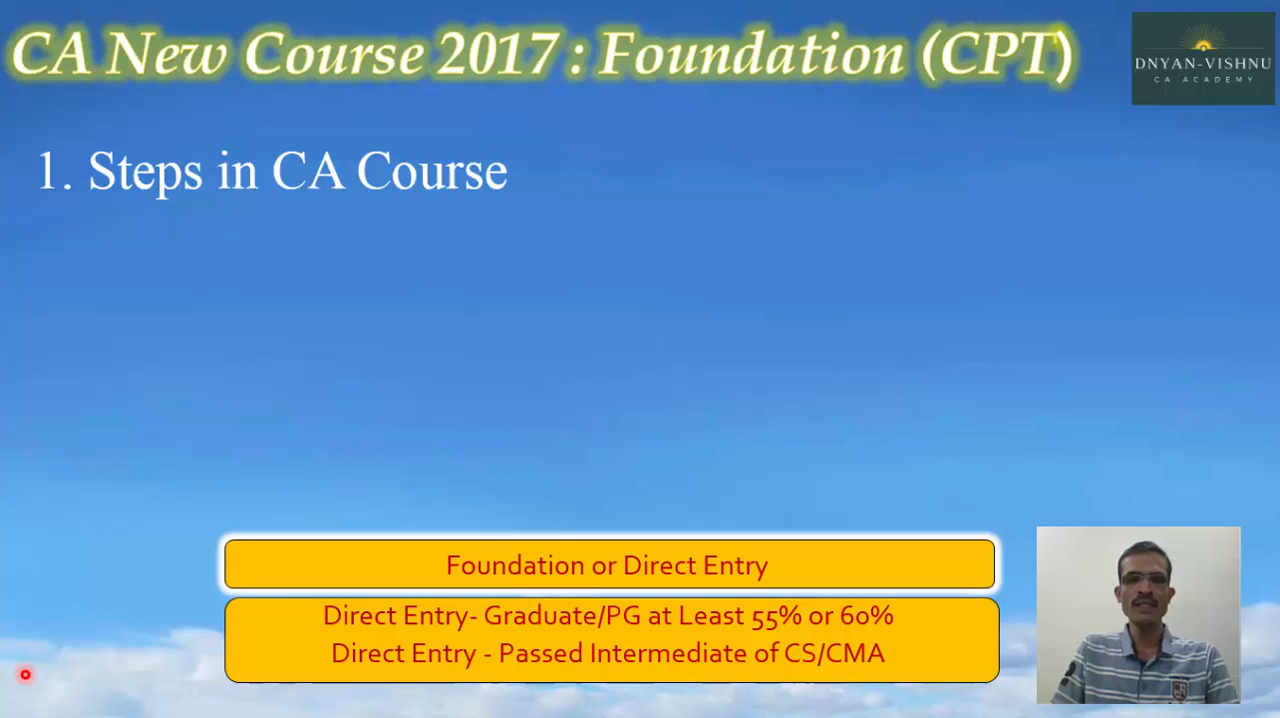 CA New Course 2017 : Foundation (CPT)
DNYAN-VISHNU
CA ACADEMY
1. Steps in CA Course
Foundation or Direct Entry
Direct Entry- Graduate/PG at Least 55% or 60%
Direct Entry - Passed Intermediate of CS/CMA